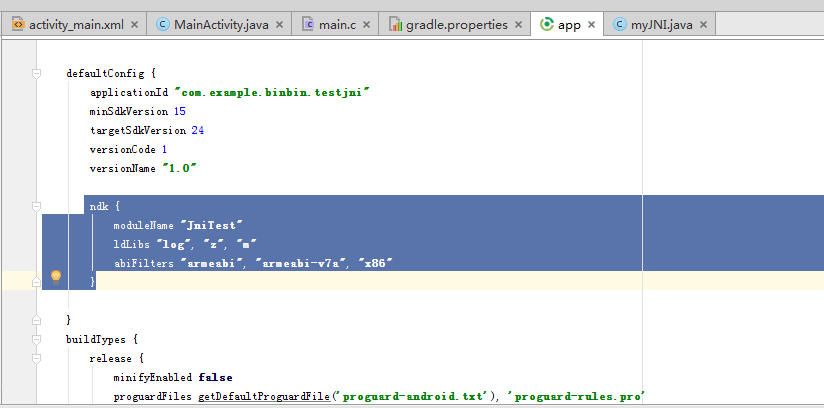 activity_main.xml × MainActivity.java × main.c × gradle.properties × app × myJNI.java ×
defaultConfig {
applicationId "com.example.binbin.testjni"
minSdkVersion 15
targetSdkVersion 24
versionCode 1
versionName "1.0"
ndk {
moduleName "JniTest"
ldLibs "log", "z", "m"
abiFilters "armeabi", "armeabi-v7a", "x86"
}
}
buildTypes {
release {
minifyEnabled false
proguardFiles getDefaultProguardFile('proguard-android.txt'), 'proguard-rules.pro'